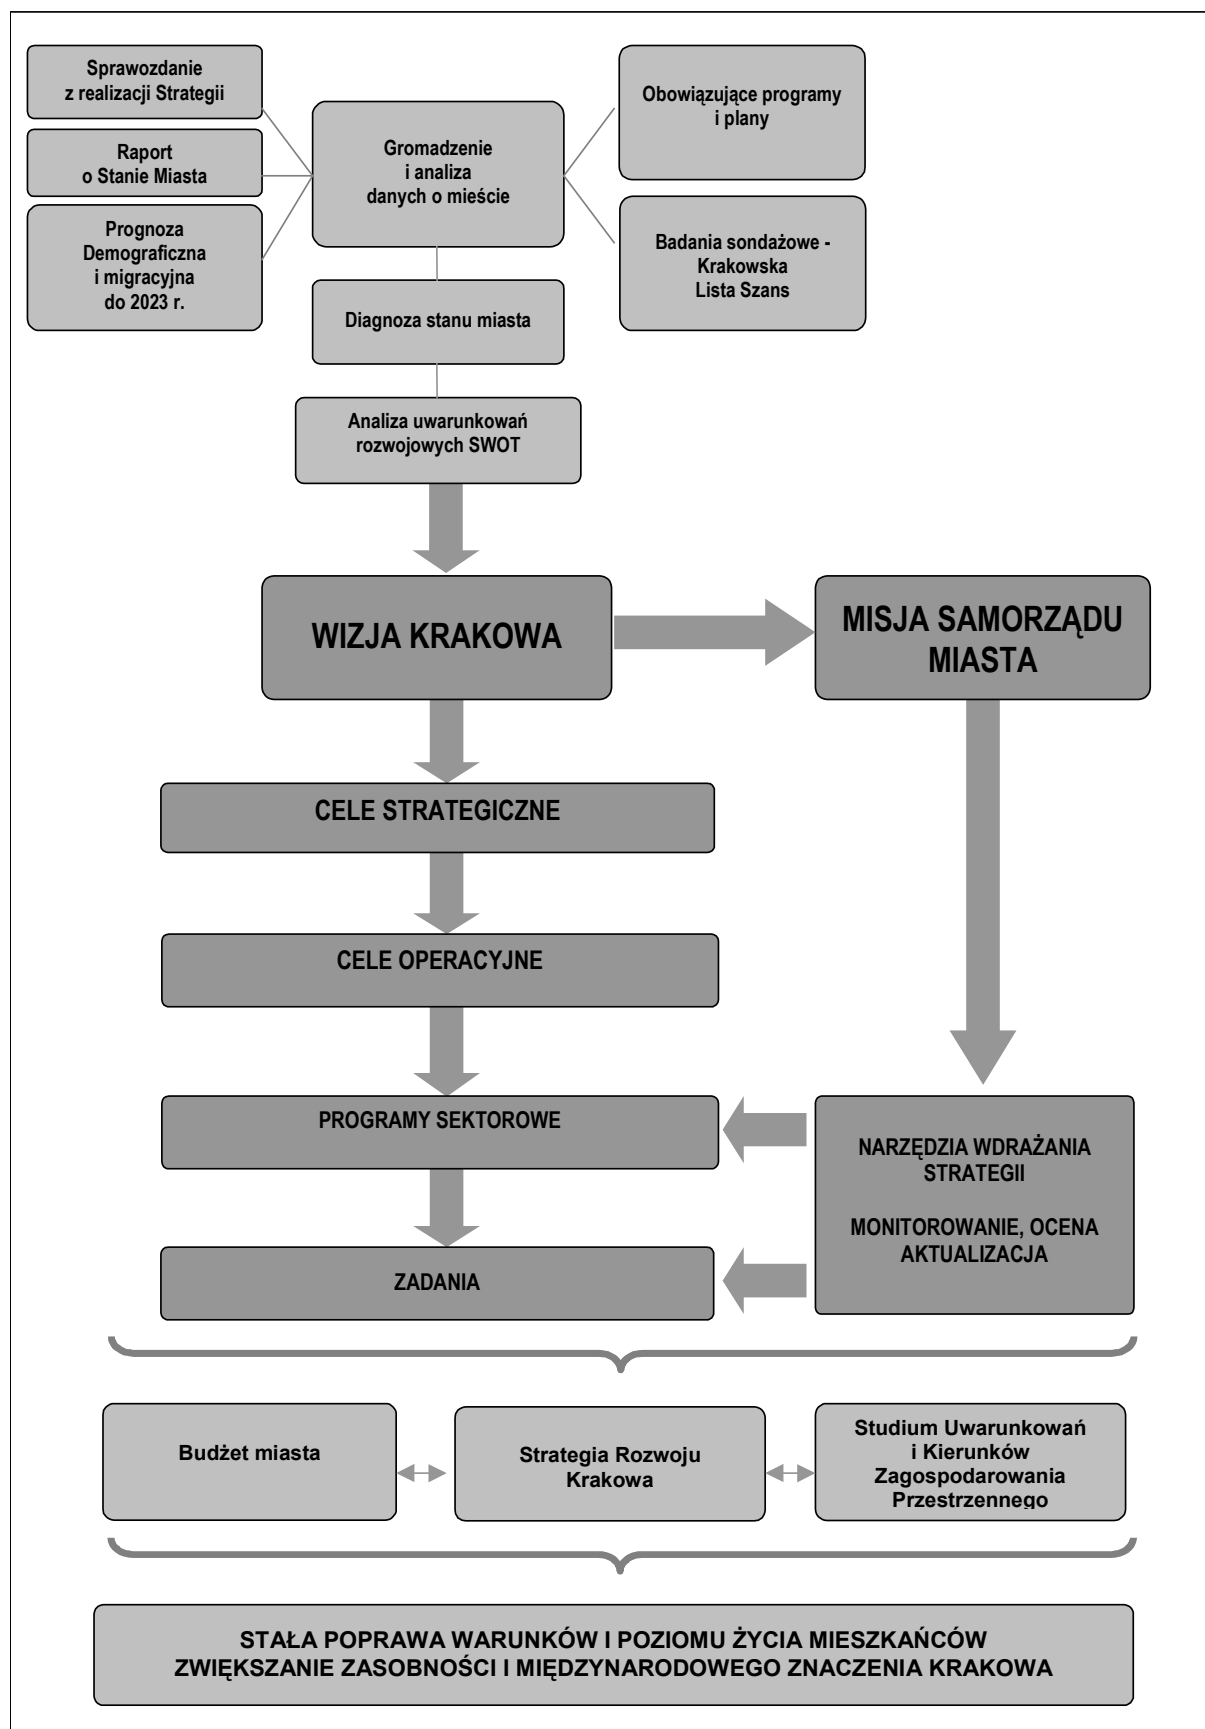 Sprawozdanie
z realizacji Strategii
Raport
o Stanie Miasta
Prognoza
Demograficzna
i migracyjna
do 2023 r.
Gromadzenie
i analiza
danych o mieście
Obowiązujące programy
i plany
Badania sondażowe -
Krakowska
Lista Szans
Diagnoza stanu miasta
Analiza uwarunkowań
rozwojowych SWOT
WIZJA KRAKOWA
MISJA SAMORZĄDU
MIASTA
CELE STRATEGICZNE
CELE OPERACYJNE
PROGRAMY SEKTOROWE
ZADANIA
NARZĘDZIA WDRAŻANIA
STRATEGII
MONITOROWANIE, OCENA
AKTUALIZACJA
Budżet miasta
Strategia Rozwoju
Krakowa
Studium Uwarunkowań
i Kierunków
Zagospodarowania
Przestrzennego
STAŁA POPRAWA WARUNKÓW I POZIOMU ŻYCIA MIESZKAŃCÓW
ZWIĘKSZANIE ZASOBNOŚCI I MIĘDZYNARODOWEGO ZNACZENIA KRAKOWA